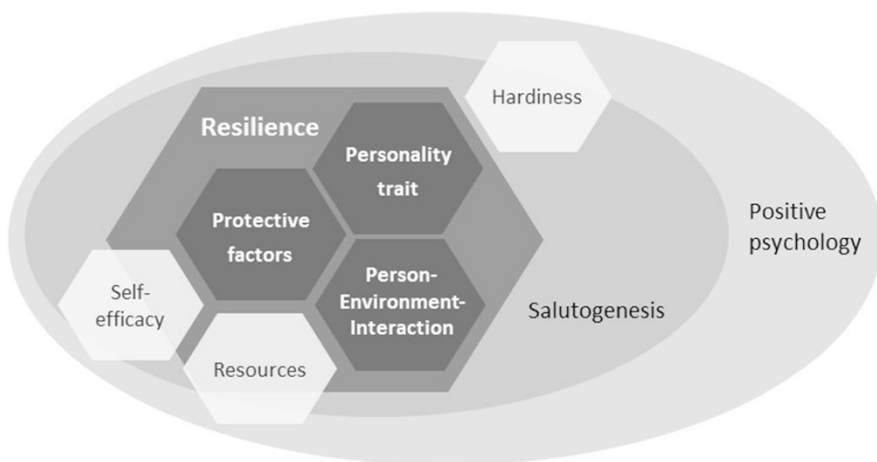 Hardiness
Resilience
Personality
trait
Protective
factors
Positive
psychology
Person-
Environment-
Interaction
Self-
efficacy
Salutogenesis
Resources